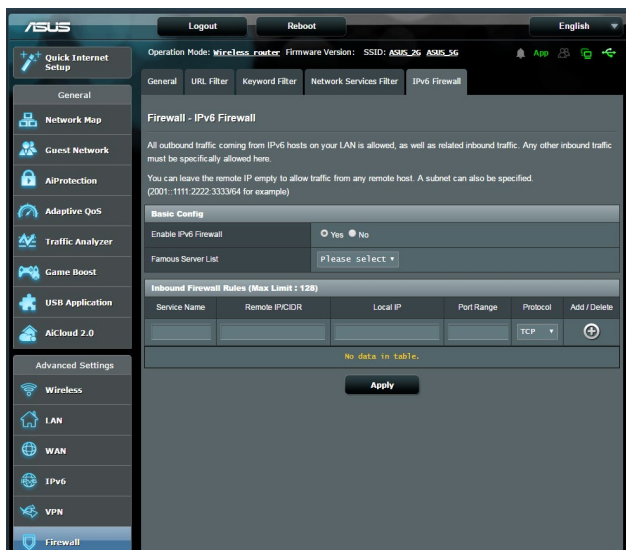 ASUS
Logout
Reboot
English
Quick Internet
Setup
Operation Mode: Wireless router Firmware Version: SSID: ASUS_2G ASUS_5G
App
General
URL Filter
Keyword Filter
Network Services Filter
IPv6 Firewall
General
Network Map
Guest Network
AiProtection
Adaptive QoS
Traffic Analyzer
Game Boost
USB Application
AiCloud 2.0
Advanced Settings
Wireless
LAN
WAN
IPv6
VPN
Firewall
Firewall - IPv6 Firewall
All outbound traffic coming from IPv6 hosts on your LAN is allowed, as well as related inbound traffic. Any other inbound traffic
must be specifically allowed here.
You can leave the remote IP empty to allow traffic from any remote host. A subnet can also be specified.
(2001::1111:2222:3333/64 for example)
Basic Config
Enable IPv6 Firewall
Yes No
Famous Server List
Please select
Inbound Firewall Rules (Max Limit : 128)
Service Name Remote IP/CIDR Local IP Port Range Protocol Add / Delete
TCP
No data in table.
Apply